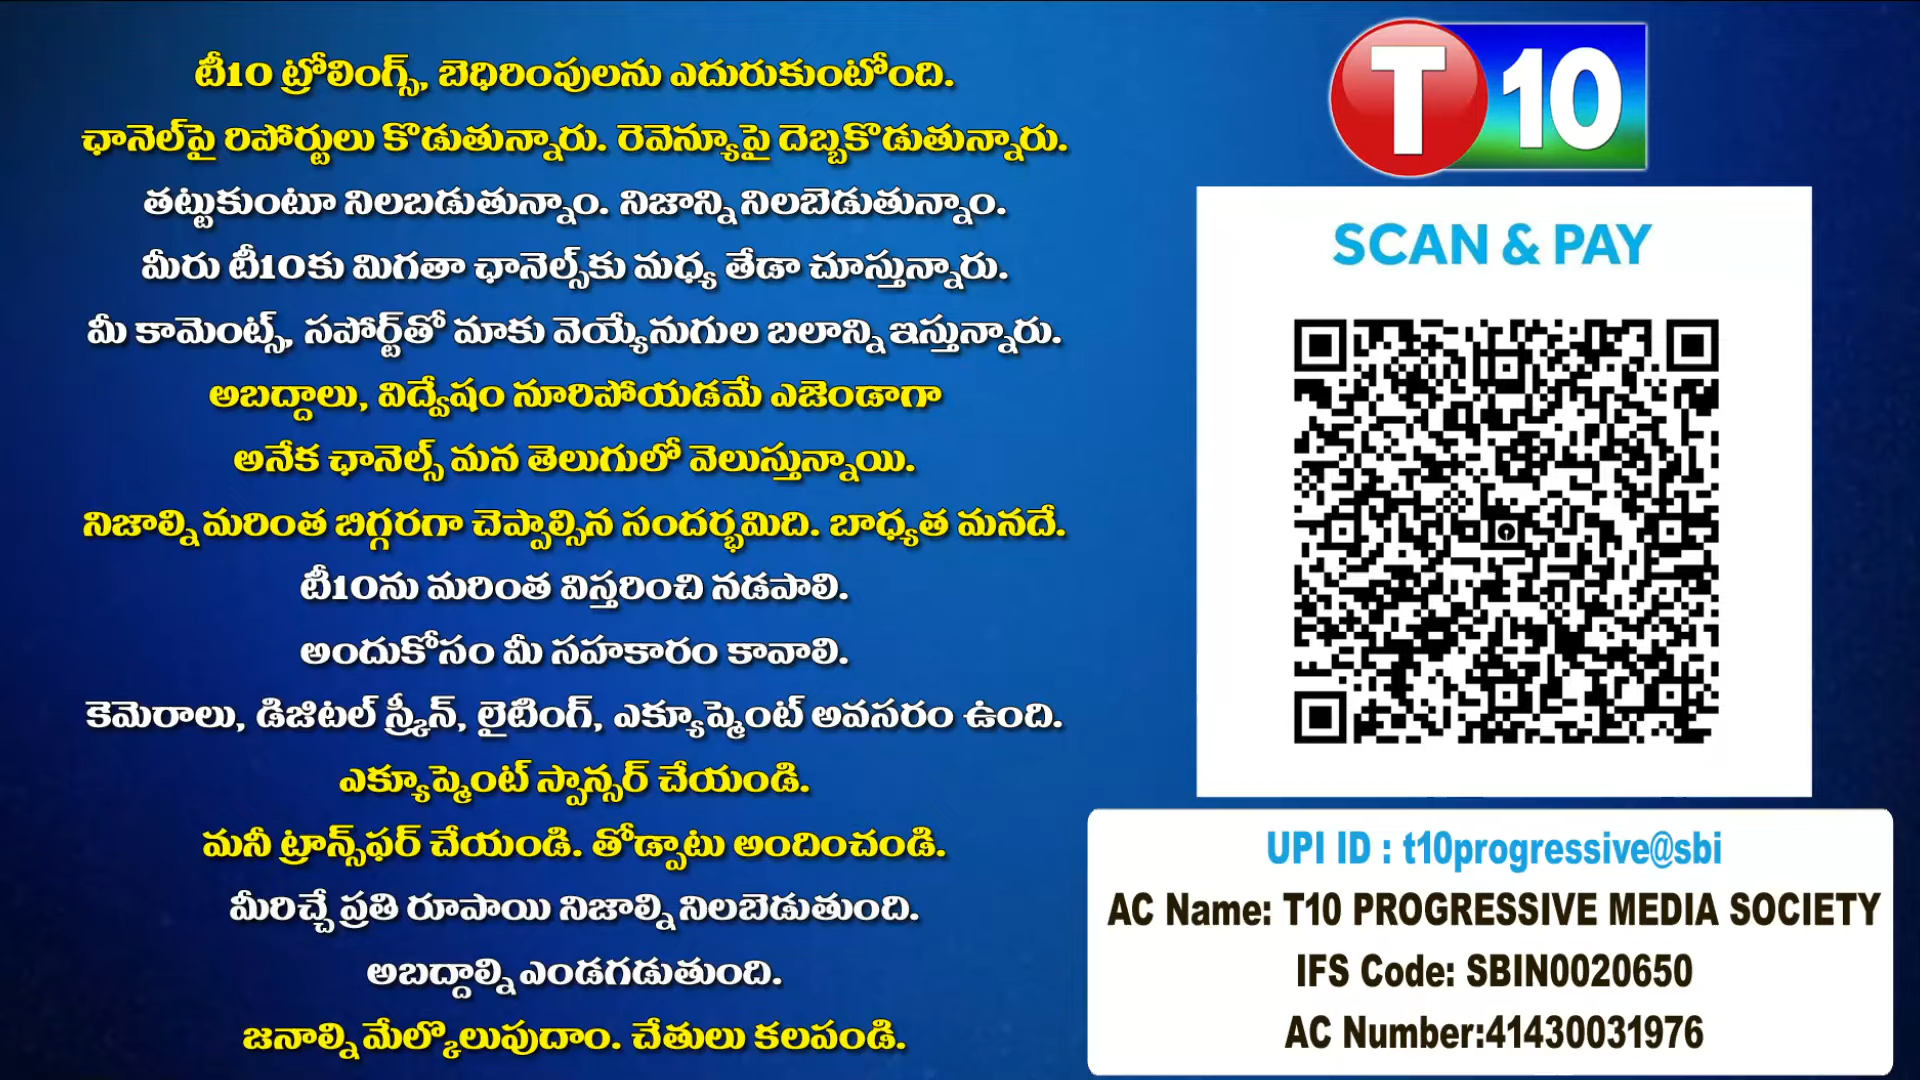 టీ10 ట్రోలింగ్స్, బెధిరింపులను ఎదురుకుంటోంది.
ఛానెల్‌పై రిపోర్టులు కొడుతున్నారు. రెవెన్యూపై దెబ్బకొడుతున్నారు.
తట్టుకుంటూ నిలబడుతున్నాం. నిజాన్ని నిలబెడుతున్నాం.
మీరు టీ10కు మిగతా ఛానెల్స్‌కు మధ్య తేడా చూస్తున్నారు.
మీ కామెంట్స్, సపోర్ట్‌తో మాకు వెయ్యేనుగుల బలాన్ని ఇస్తున్నారు.
అబద్దాలు, విద్వేషం నూరిపోయడమే ఎజెండాగా
అనేక ఛానెల్స్ మన తెలుగులో వెలుస్తున్నాయి.
నిజాల్ని మరింత బిగ్గరగా చెప్పాల్సిన సందర్భమిది. బాధ్యత మనదే.
టీ10ను మరింత విస్తరించి నడపాలి.
అందుకోసం మీ సహకారం కావాలి.
కెమెరాలు, డిజిటల్ స్క్రీన్, లైటింగ్, ఎక్యూప్మెంట్ అవసరం ఉంది.
ఎక్యూప్మెంట్ స్పాన్సర్ చేయండి.
మనీ ట్రాన్స్‌ఫర్ చేయండి. తోడ్పాటు అందించండి.
మీరిచ్చే ప్రతి రూపాయి నిజాల్ని నిలబెడుతుంది.
అబద్దాల్ని ఎండగడుతుంది.
జనాల్ని మేల్కొలుపుదాం. చేతులు కలపండి.
T10
SCAN & PAY
UPI ID : t10progressive@sbi
AC Name: T10 PROGRESSIVE MEDIA SOCIETY
IFS Code: SBIN0020650
AC Number:41430031976